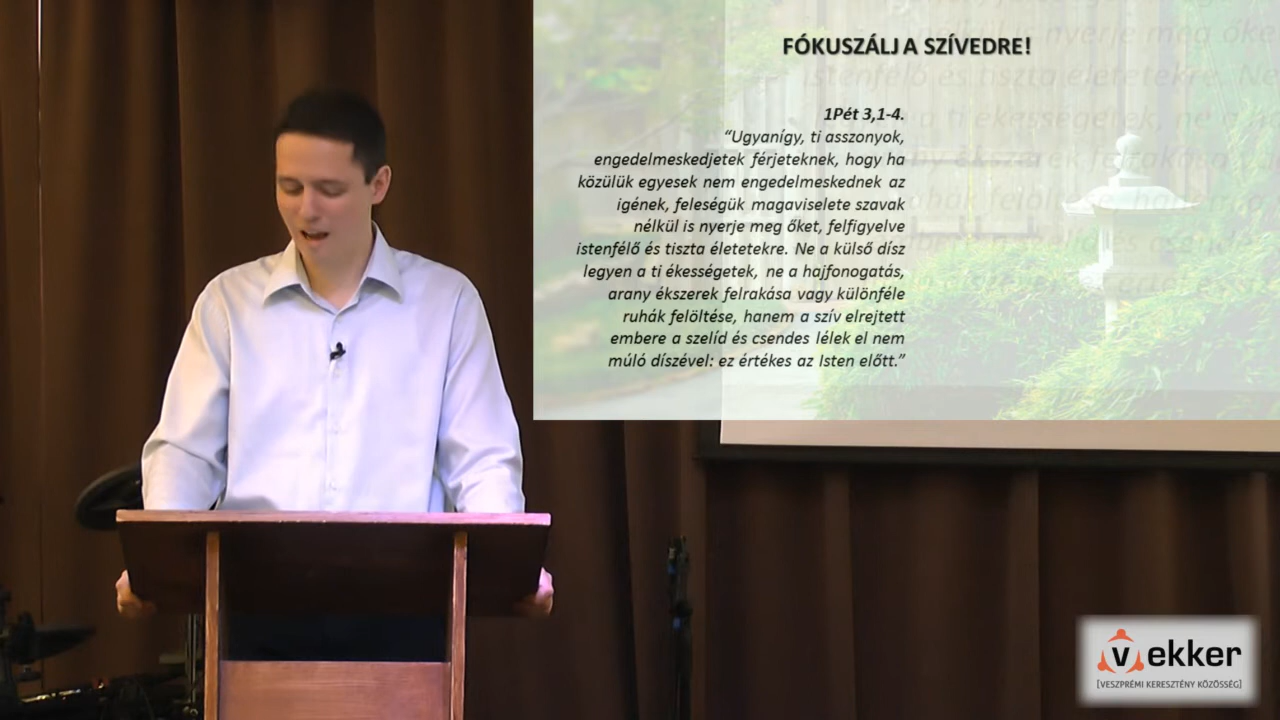 FÓKUSZÁLJ A SZÍVEDRE!
1Pét 3,1-4.
“Ugyanígy, ti asszonyok,
engedelmeskedjetek férjeteknek, hogy ha
közülük egyesek nem engedelmeskednek az
igének, feleségük magaviselete szavak
nélkül is nyerje meg őket, felfigyelve
istenfélő és tiszta életetekre. Ne a külső dísz
legyen a ti ékességetek, ne a hajfonogatás,
arany ékszerek felrakása vagy különféle
ruhák felöltése, hanem a szív elrejtett
embere a szelíd és csendes lélek el nem
múló díszével: ez értékes az Isten előtt.”
vekker
[VESZPRÉMI KERESZTÉNY KÖZÖSSÉG]